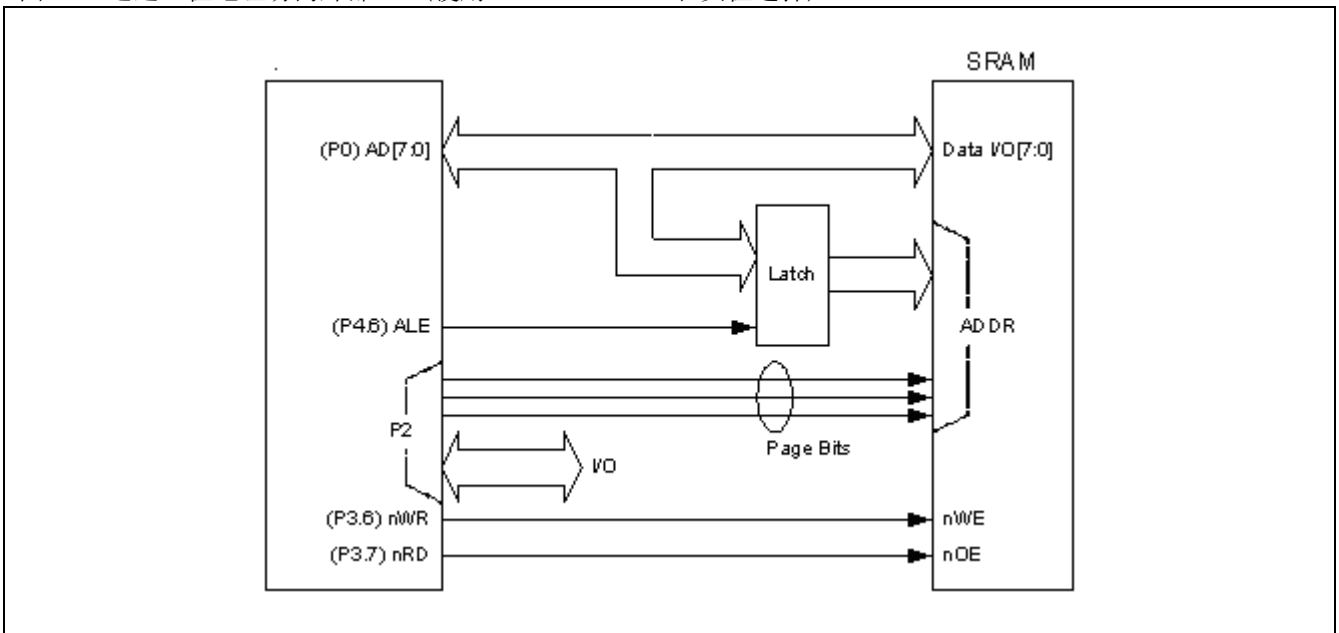 SRAM
(P0) AD[7:0]
Data I/O[7:0]
Latch
(P4.6) ALE
ADDR
P2
Page Bits
I/O
(P3.6) nWR
nWE
(P3.7) nRD
nOE